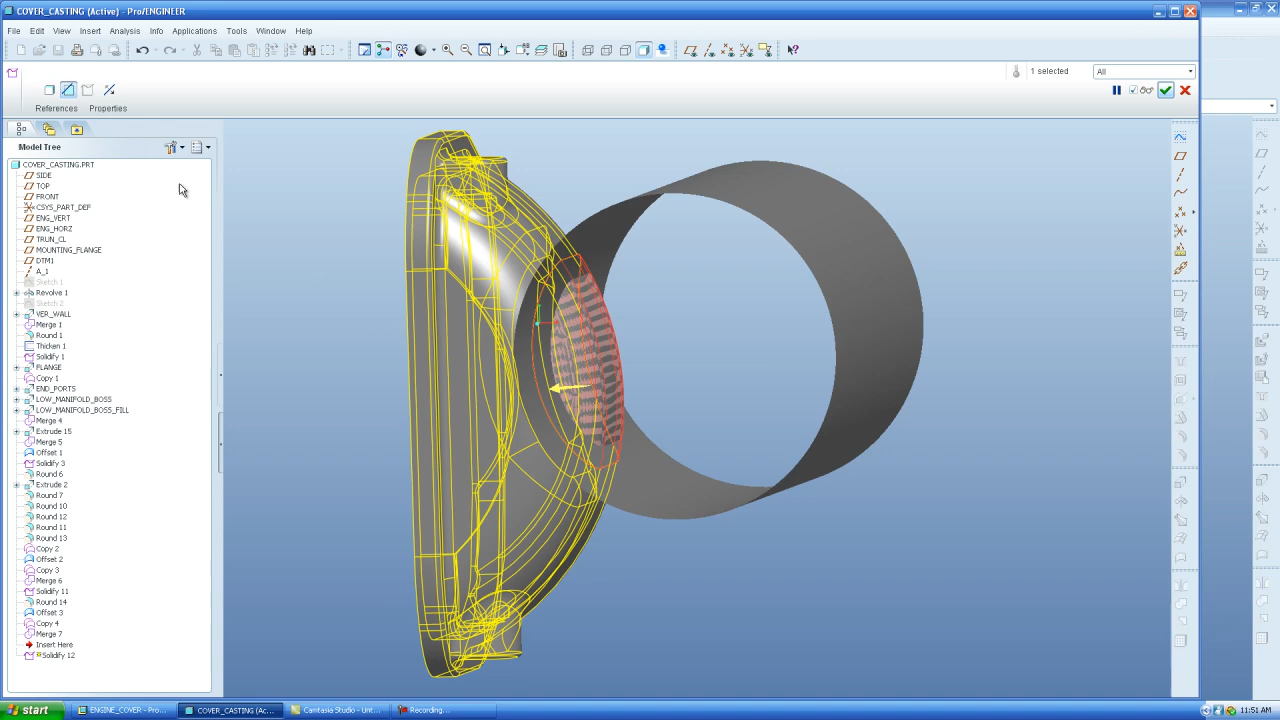 COVER_CASTING (Active) - Pro/ENGINEER
File Edit View Insert Analysis Info Applications Tools Window Help
1 selected All
References Properties
Model Tree
COVER_CASTING.PRT
SIDE
TOP
FRONT
CSYS_PART_DEF
ENG_VERT
ENG_HORZ
TRUN_CL
MOUNTING_FLANGE
DTM1
A_1
Sketch 1
Revolve 1
Sketch 2
VER_WALL
Merge 1
Round 1
Thicken 1
Solidify 1
FLANGE
Copy 1
END_PORTS
LOW_MANIFOLD_BOSS
LOW_MANIFOLD_BOSS_FILL
Merge 4
Extrude 15
Merge 5
Offset 1
Solidify 3
Round 6
Extrude 2
Round 7
Round 10
Round 12
Round 11
Round 13
Copy 2
Offset 2
Copy 3
Merge 6
Solidify 11
Round 14
Offset 3
Copy 4
Merge 7
Insert Here
Solidify 12
start ENGINE_COVER - Pro... COVER_CASTING (Ac... Camtasia Studio - Unt... Recording... 11:51 AM